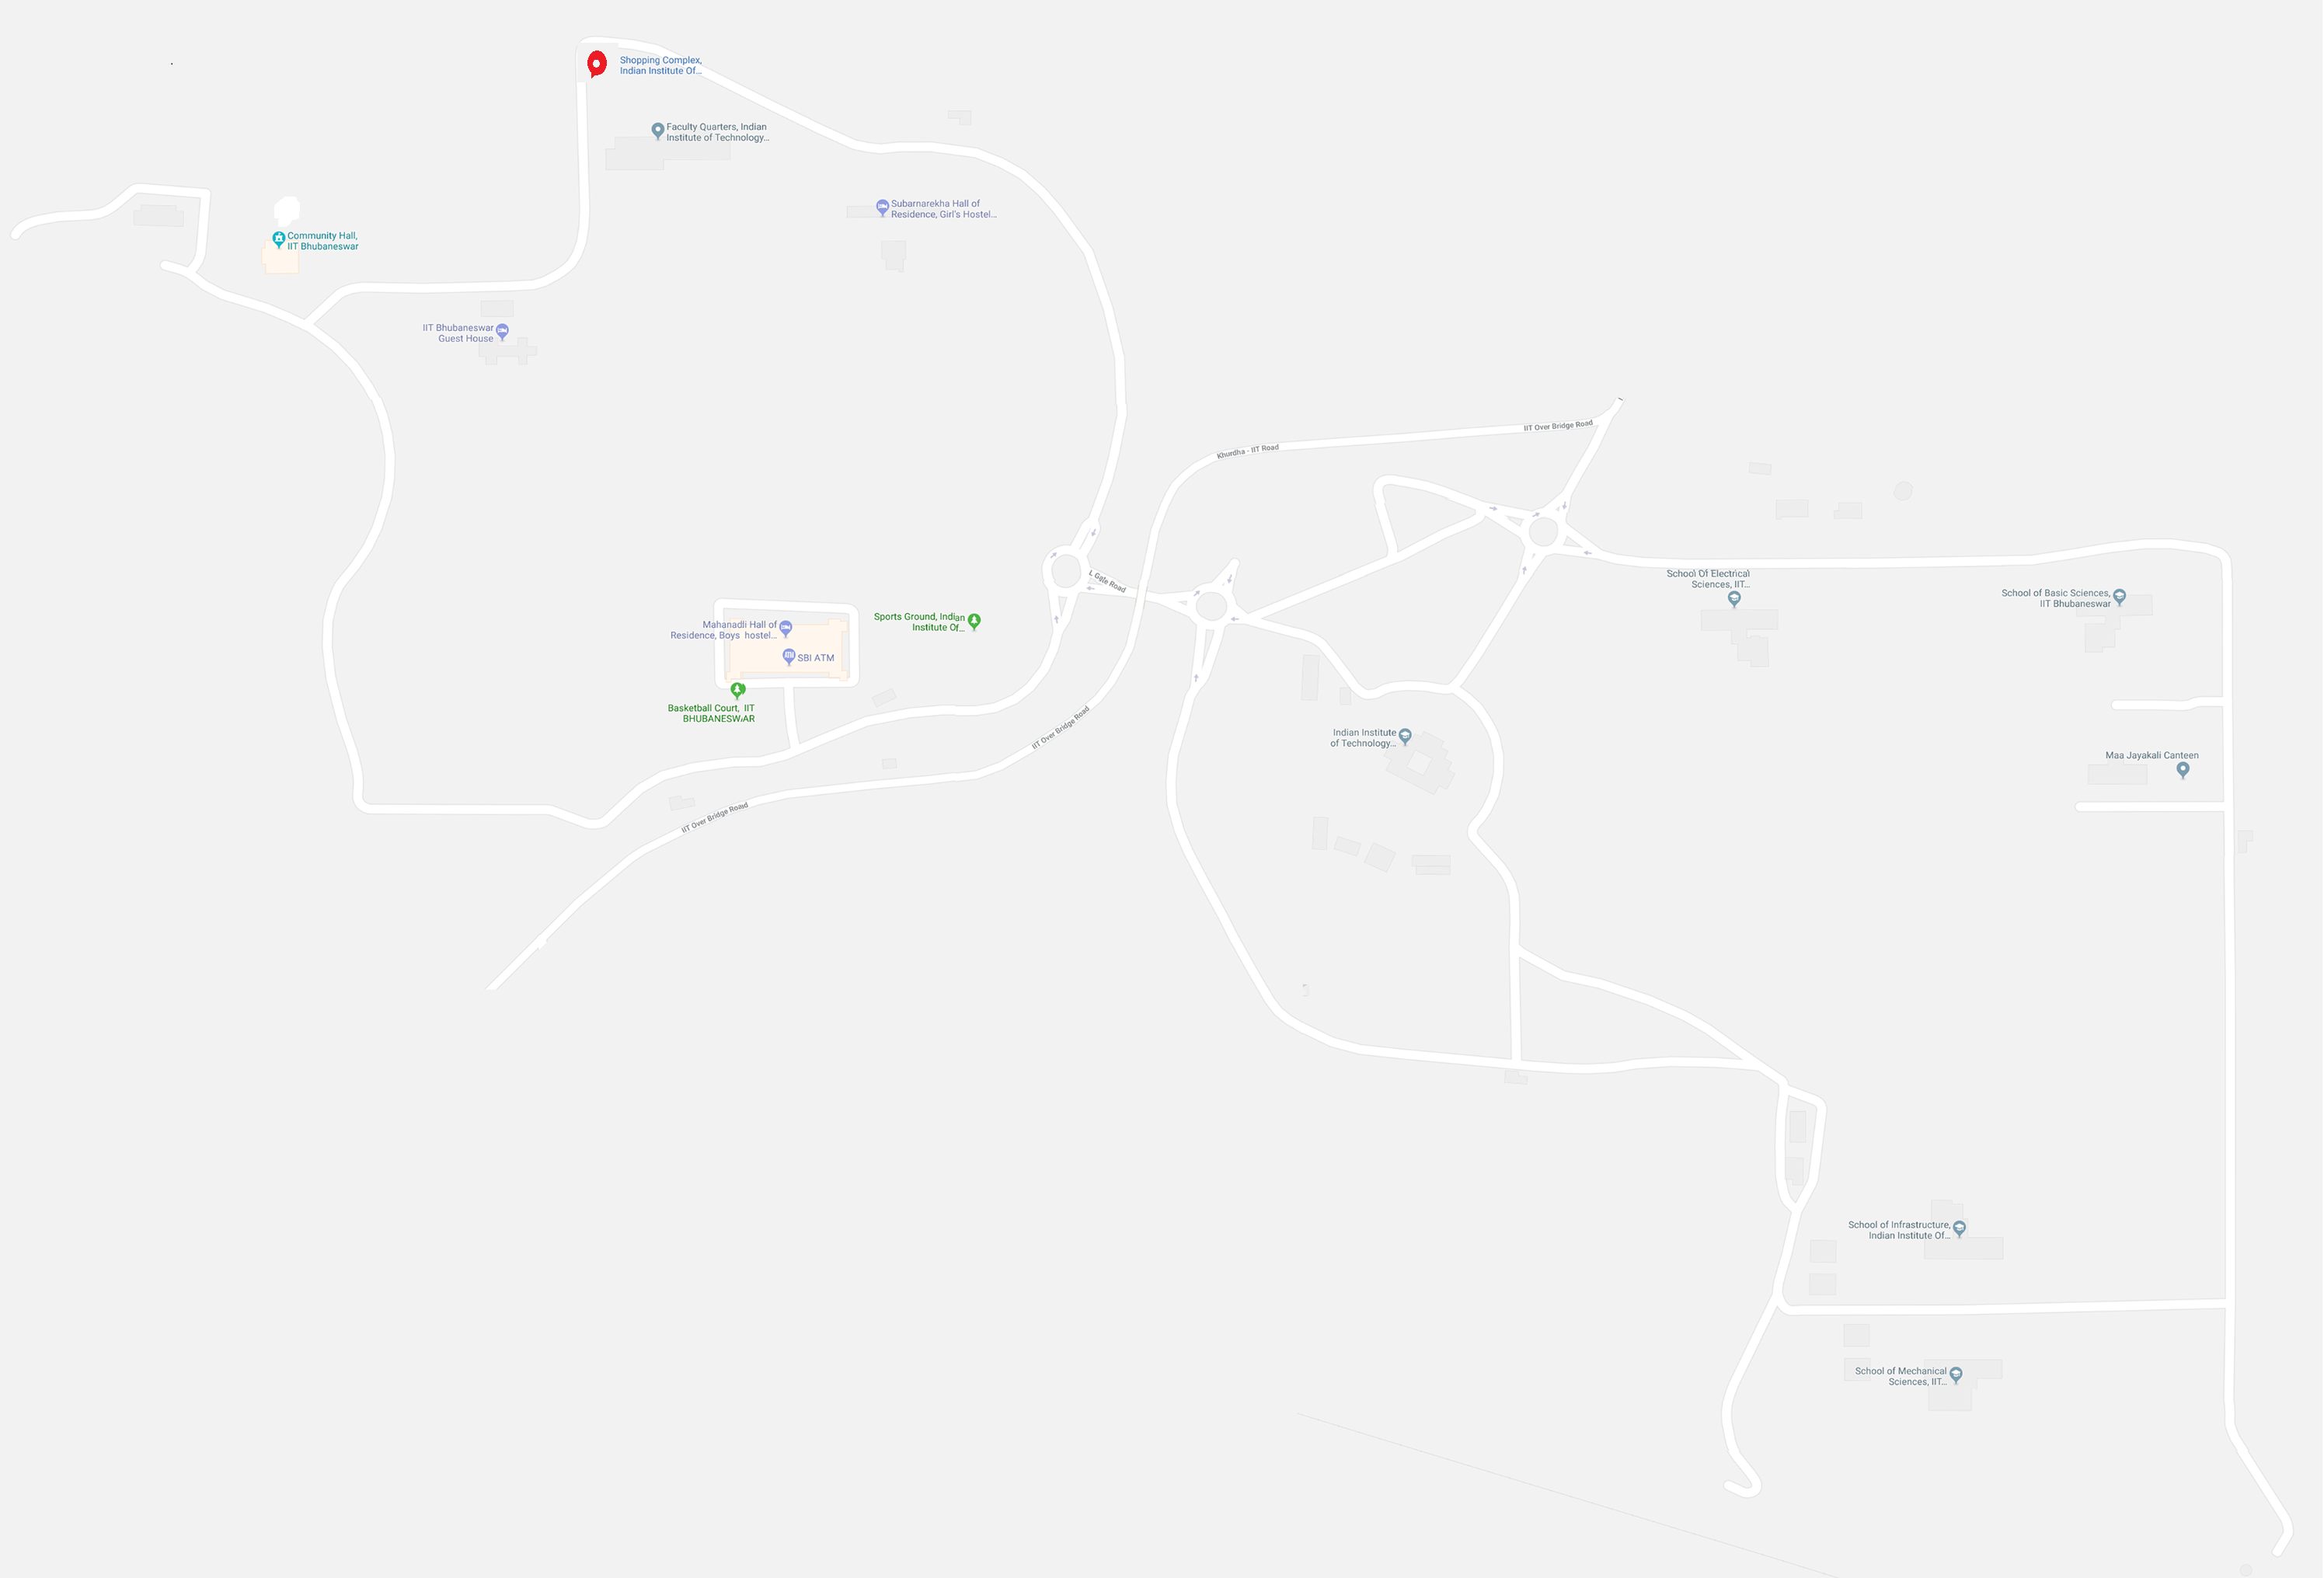 Shopping Complex,
Indian Institute Of...
Faculty Quarters, Indian
Institute of Technology...
Subarnarekha Hall of
Residence, Girl's Hostel...
Community Hall,
IIT Bhubaneswar
IIT Bhubaneswar
Guest House
IIT Over Bridge Road
Khurdha - IIT Road
L Gate Road
School Of Electrical
Sciences, IIT...
School of Basic Sciences,
IIT Bhubaneswar
Sports Ground, Indian
Institute Of...
Mahanadi Hall of
Residence, Boys hostel...
ATM
SBI ATM
Basketball Court, IIT
BHUBANESWAR
IIT Over Bridge Road
Indian Institute
of Technology...
Maa Jayakali Canteen
IIT Over Bridge Road
School of Infrastructure,
Indian Institute Of...
School of Mechanical
Sciences, IIT...